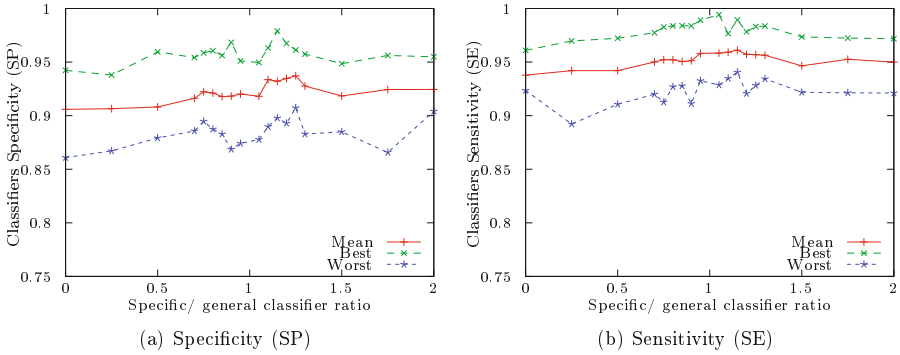 1
0.95
0.9
0.85
0.8
0.75
Classifiers Specificity (SP)
Mean
Best
Worst
0 0.5 1 1.5 2
Specific/ general classifier ratio
(a) Specificity (SP)
1
0.95
0.9
0.85
0.8
0.75
Classifiers Sensitivity (SE)
Mean
Best
Worst
0 0.5 1 1.5 2
Specific/ general classifier ratio
(b) Sensitivity (SE)